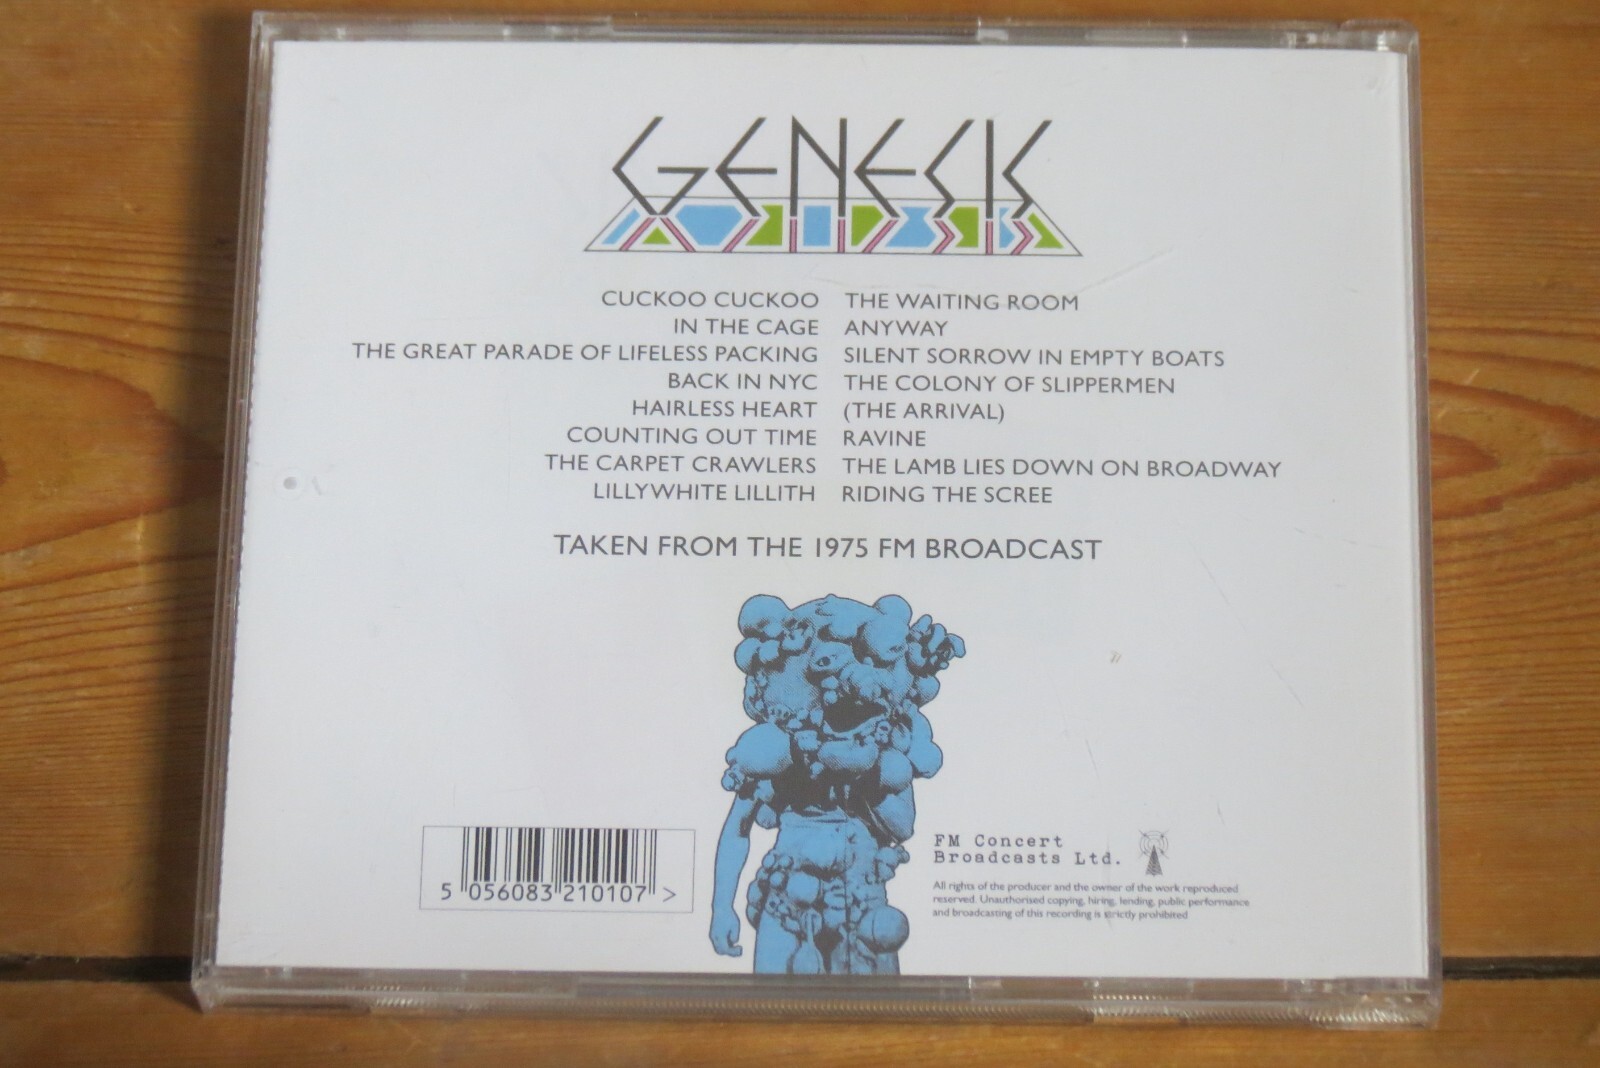 GENESIS
CUCKOO CUCKOO
IN THE CAGE
THE GREAT PARADE OF LIFELESS PACKING
BACK IN NYC
HAIRLESS HEART
COUNTING OUT TIME
THE CARPET CRAWLERS
LILLYWHITE LILLITH
THE WAITING ROOM
ANYWAY
SILENT SORROW IN EMPTY BOATS
THE COLONY OF SLIPPERMEN
(THE ARRIVAL)
RAVINE
THE LAMB LIES DOWN ON BROADWAY
RIDING THE SCREE
TAKEN FROM THE 1975 FM BROADCAST
5 056083 210107 >
FM Concert
Broadcasts Ltd.
All rights of the producer and the owner of the work reproduced
reserved. Unauthorised copying, hiring, lending, public performance
and broadcasting of this recording is strictly prohibited